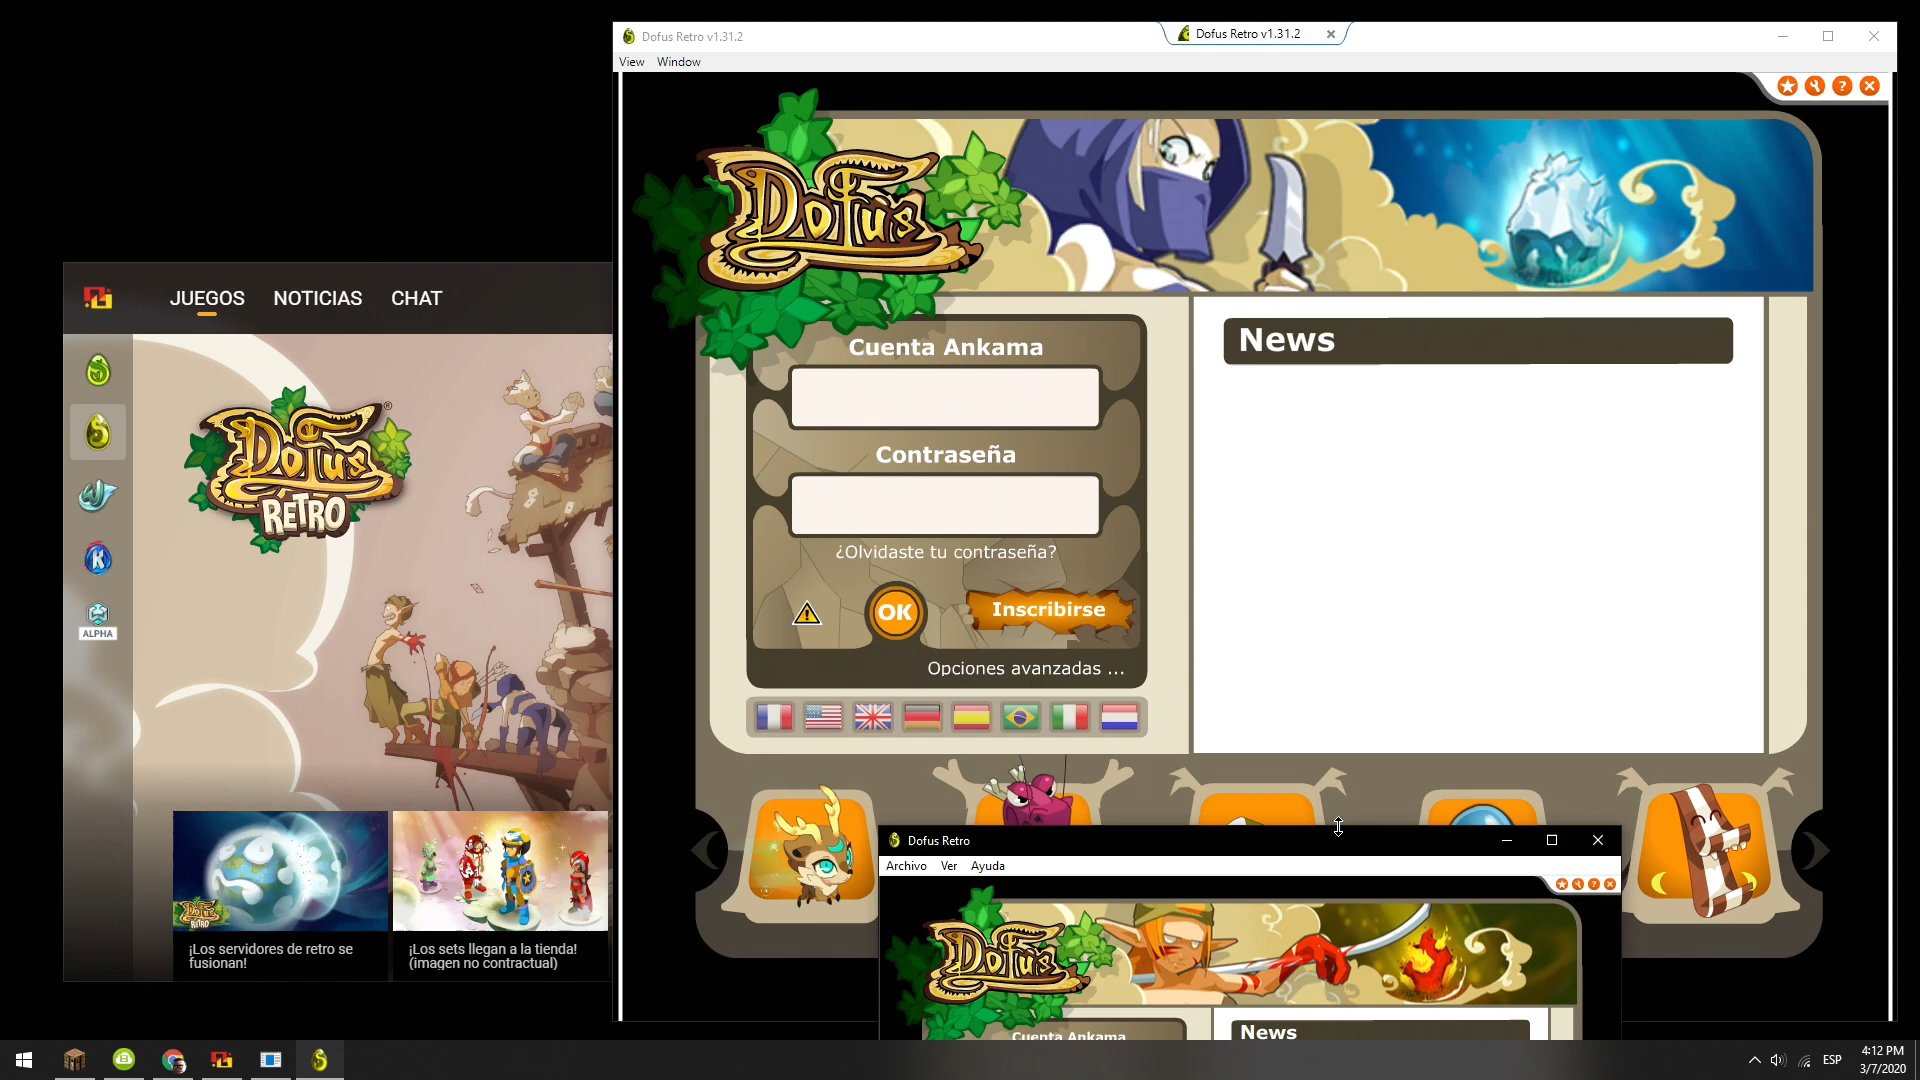 Dofus Retro v1.31.2
Dofus Retro v1.31.2
View Window
DOFUS
JUEGOS NOTICIAS CHAT
Cuenta Ankama
News
DOFUS
RETRO
Contraseña
¿Olvidaste tu contraseña?
OK
Inscribirse
ALPHA
Opciones avanzadas ...
Dofus Retro
Archivo Ver Ayuda
DOFUS
RETRO
DOFUS
¡Los servidores de retro se
fusionan!
¡Los sets llegan a la tienda!
(imagen no contractual)
Cuenta Ankama
News
ESP
4:12 PM
3/7/2020